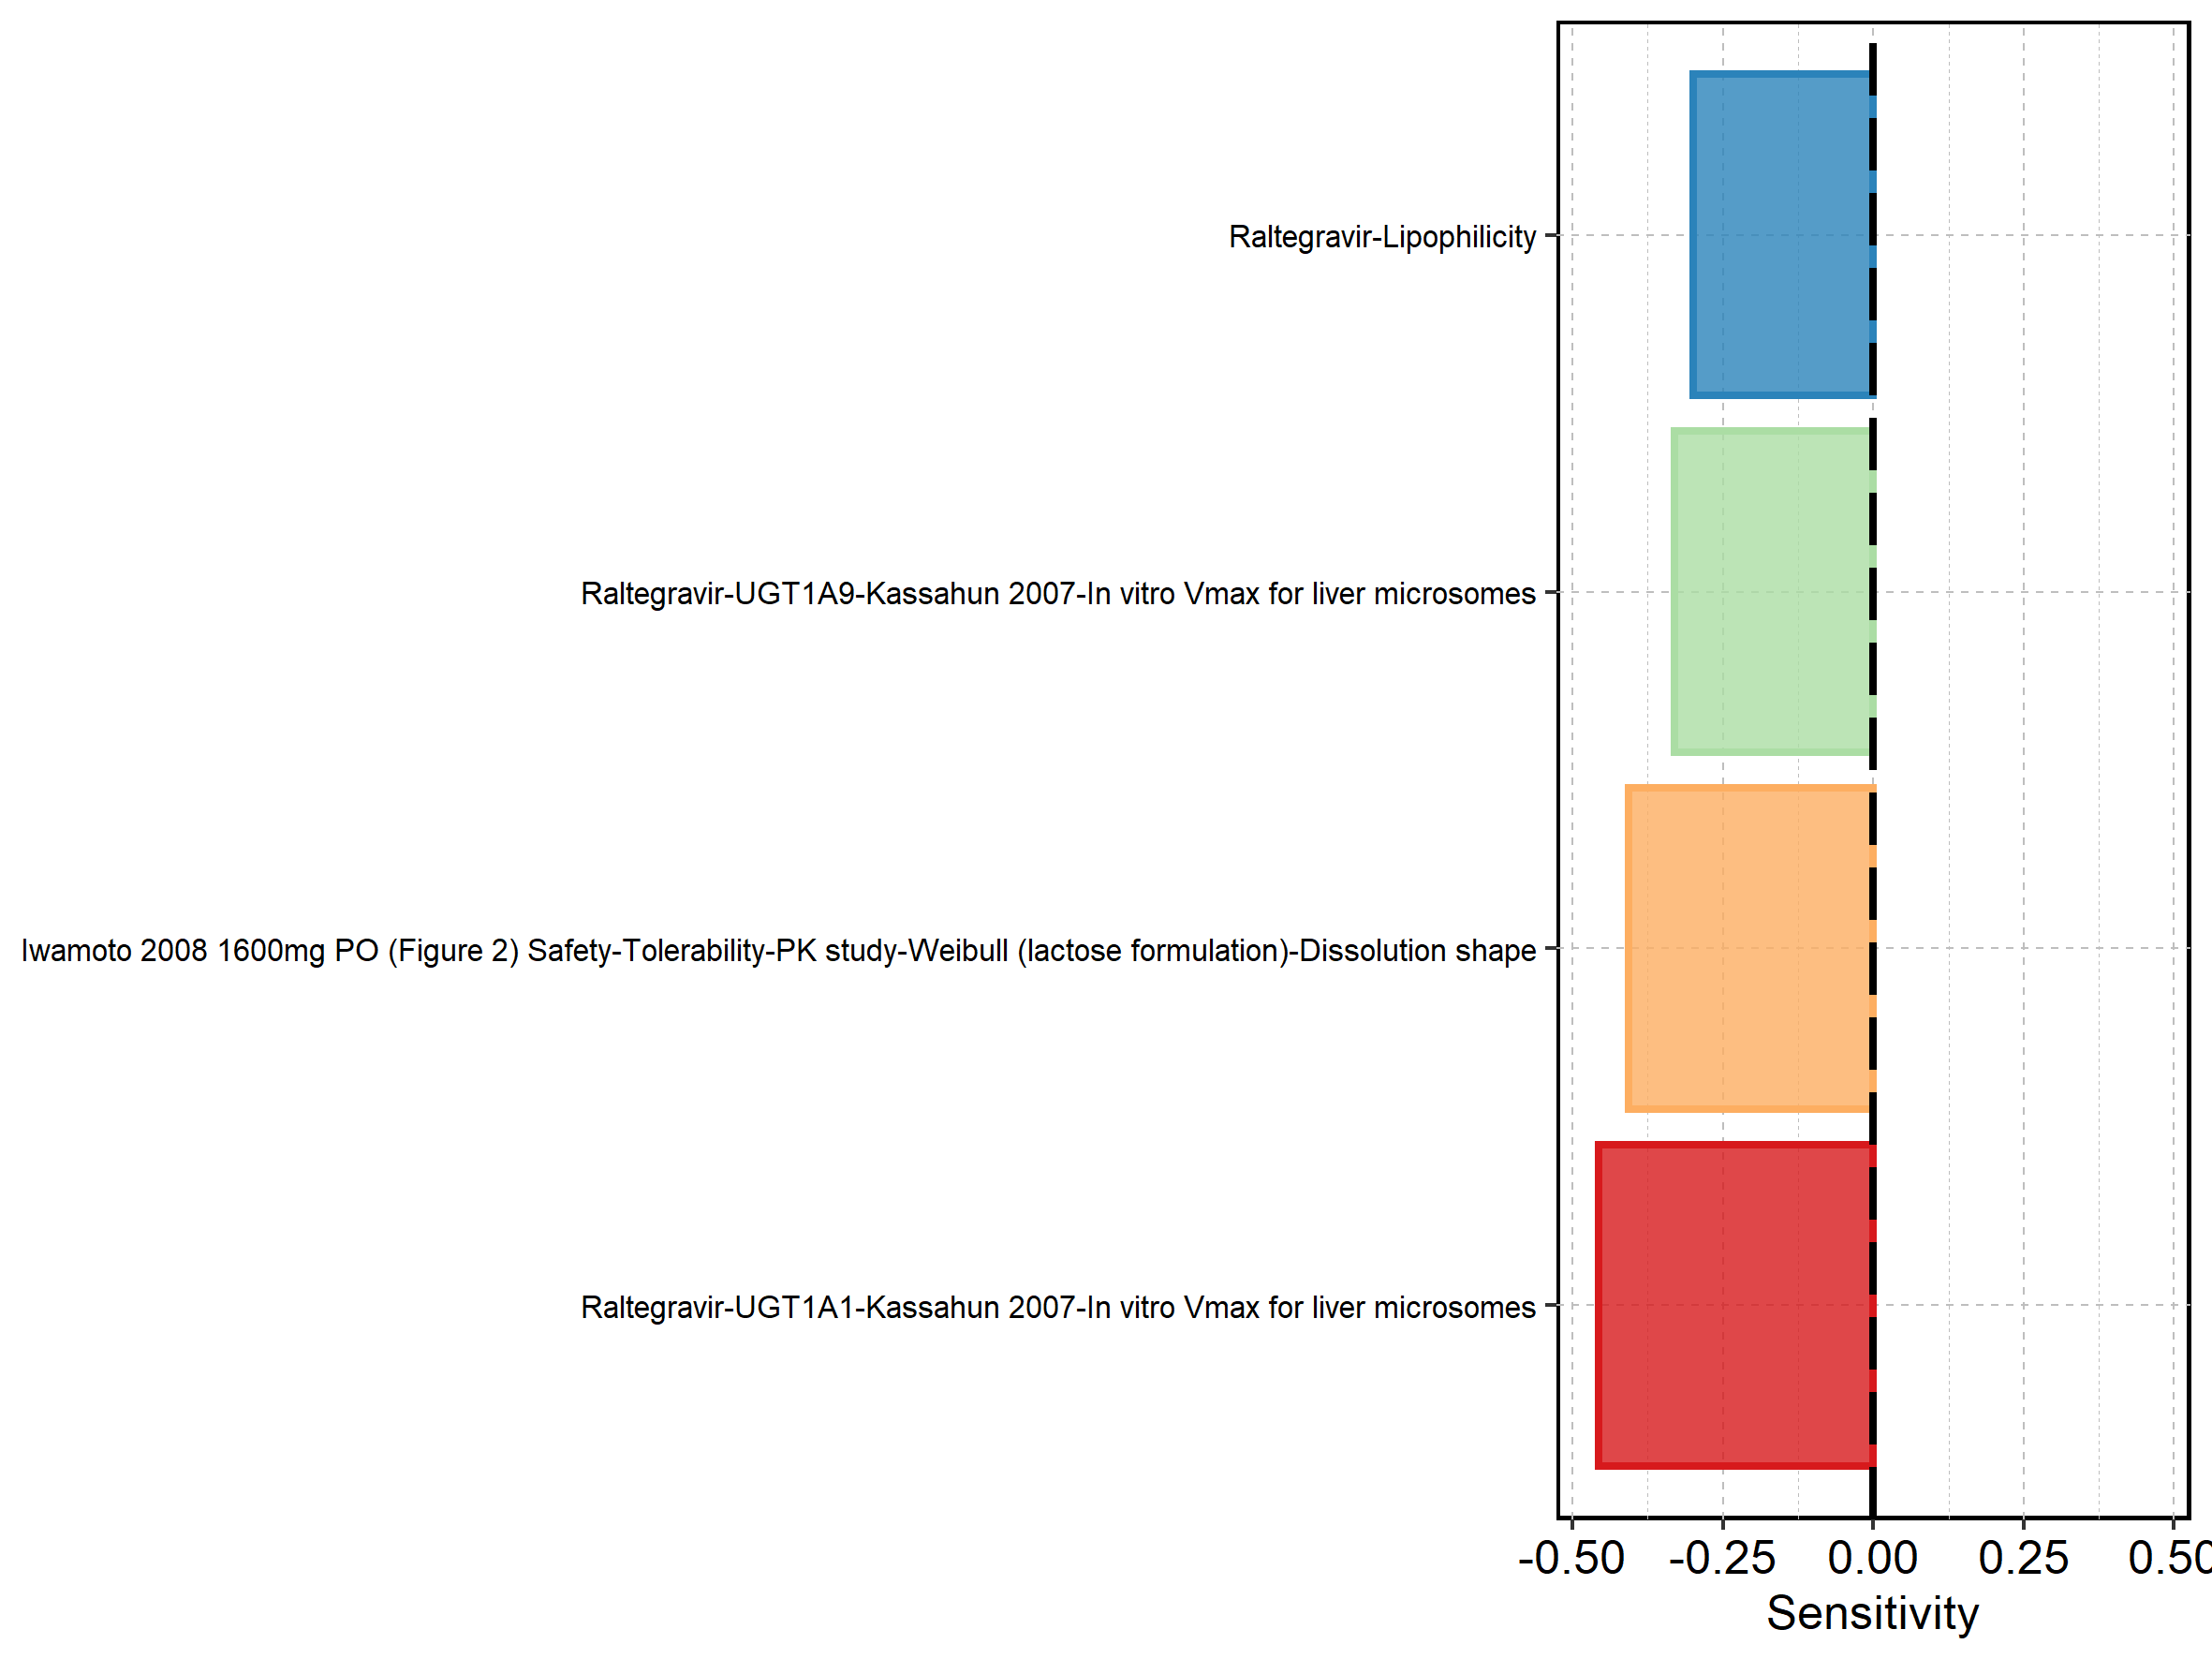 Raltegravir-Lipophilicity
Raltegravir-UGT1A9-Kassahun 2007-In vitro Vmax for liver microsomes
Iwamoto 2008 1600mg PO (Figure 2) Safety-Tolerability-PK study-Weibull (lactose formulation)-Dissolution shape
Raltegravir-UGT1A1-Kassahun 2007-In vitro Vmax for liver microsomes
-0.50 -0.25 0.00 0.25 0.50
Sensitivity